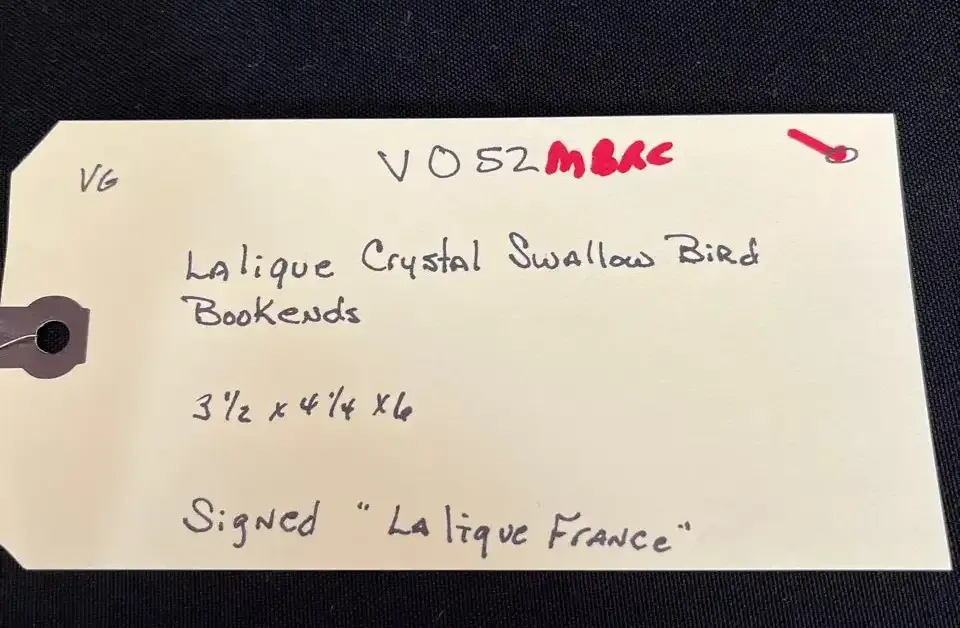 VG
V052MBRC
Lalique Crystal Swallow Bird
Bookends
3 1/2 x 4 1/4 x 6
Signed "Lalique France"